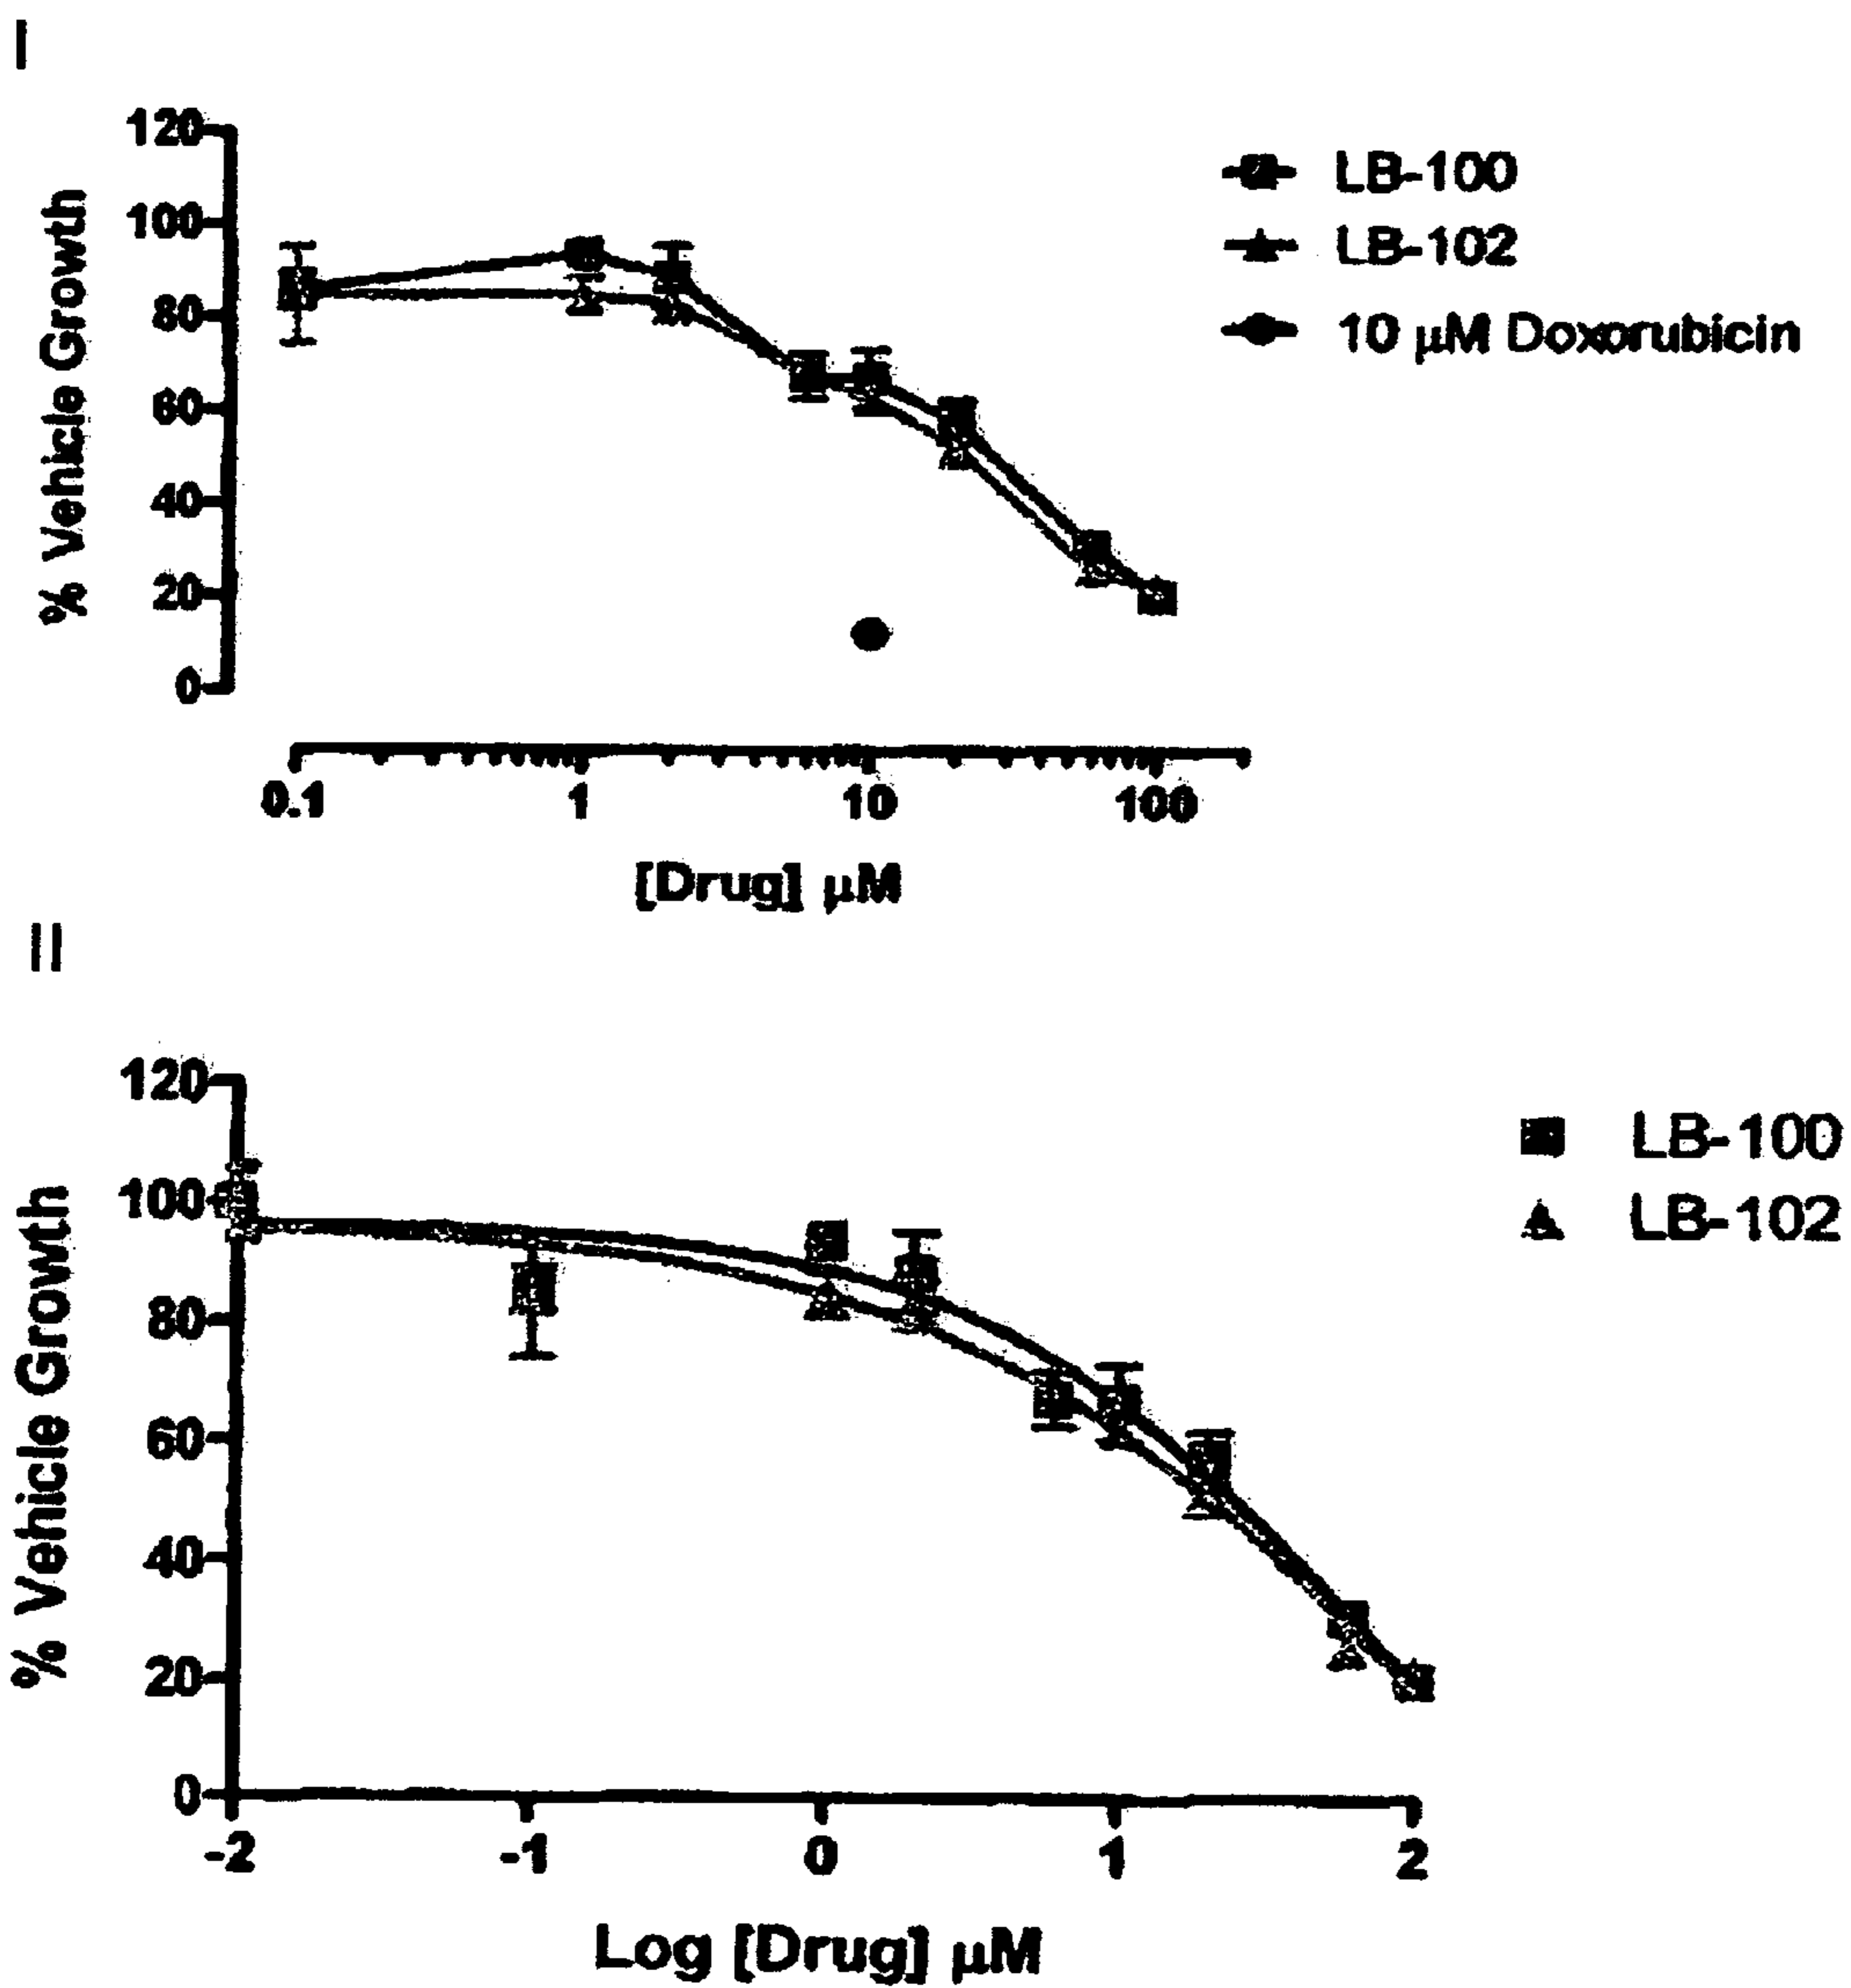 I
120
100
80
60
40
20
0
% Vehicle Growth
LB-100
LB-102
10 µM Doxorubicin
0.1 1 10 100
[Drug] µM
II
120
100
80
60
40
20
0
% Vehicle Growth
LB-100
LB-102
-2 -1 0 1 2
Log [Drug] µM